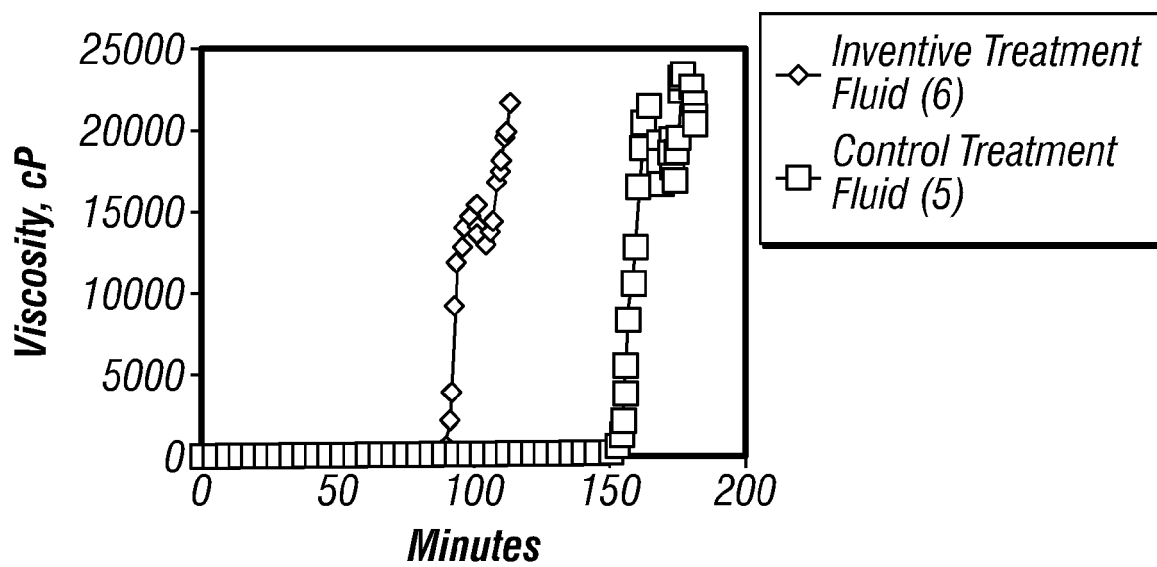 25000
20000
15000
10000
5000
0
Viscosity, cP
0 50 100 150 200
Minutes
Inventive Treatment
Fluid (6)
Control Treatment
Fluid (5)